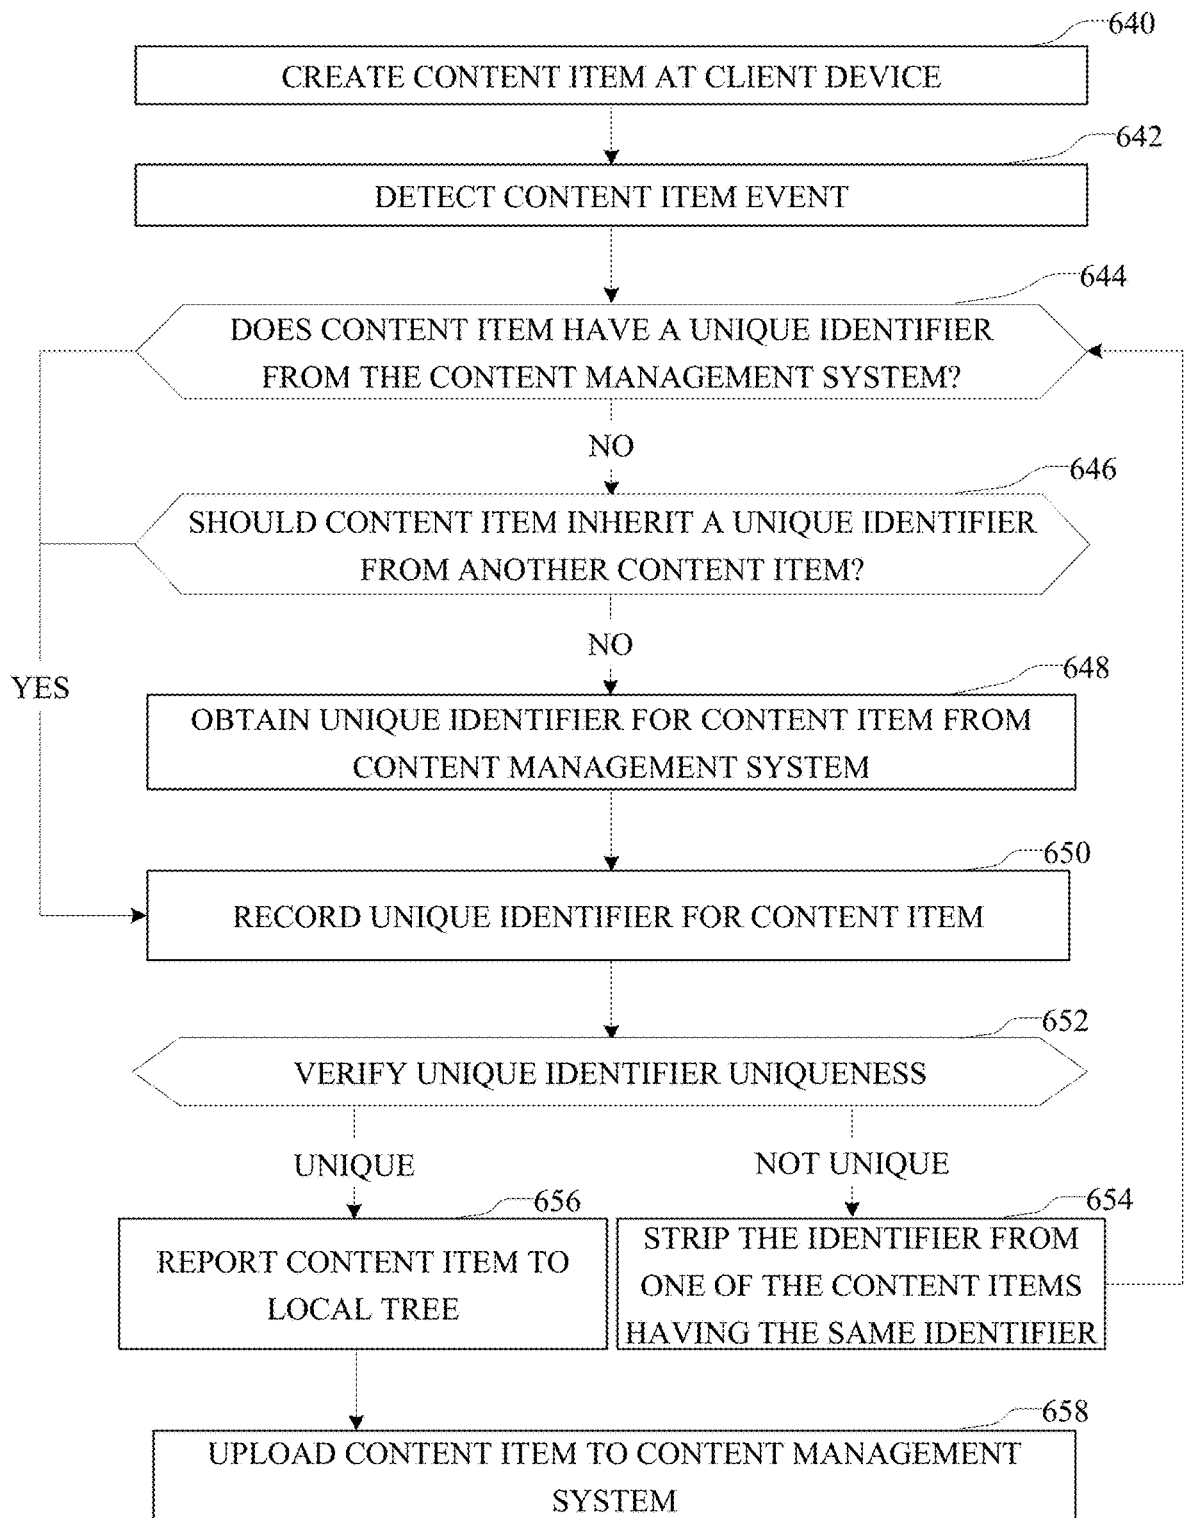 640
CREATE CONTENT ITEM AT CLIENT DEVICE
642
DETECT CONTENT ITEM EVENT
644
DOES CONTENT ITEM HAVE A UNIQUE IDENTIFIER
FROM THE CONTENT MANAGEMENT SYSTEM?
NO
646
SHOULD CONTENT ITEM INHERIT A UNIQUE IDENTIFIER
FROM ANOTHER CONTENT ITEM?
NO
YES
648
OBTAIN UNIQUE IDENTIFIER FOR CONTENT ITEM FROM
CONTENT MANAGEMENT SYSTEM
650
RECORD UNIQUE IDENTIFIER FOR CONTENT ITEM
652
VERIFY UNIQUE IDENTIFIER UNIQUENESS
UNIQUE
NOT UNIQUE
656
REPORT CONTENT ITEM TO
LOCAL TREE
654
STRIP THE IDENTIFIER FROM
ONE OF THE CONTENT ITEMS
HAVING THE SAME IDENTIFIER
658
UPLOAD CONTENT ITEM TO CONTENT MANAGEMENT
SYSTEM